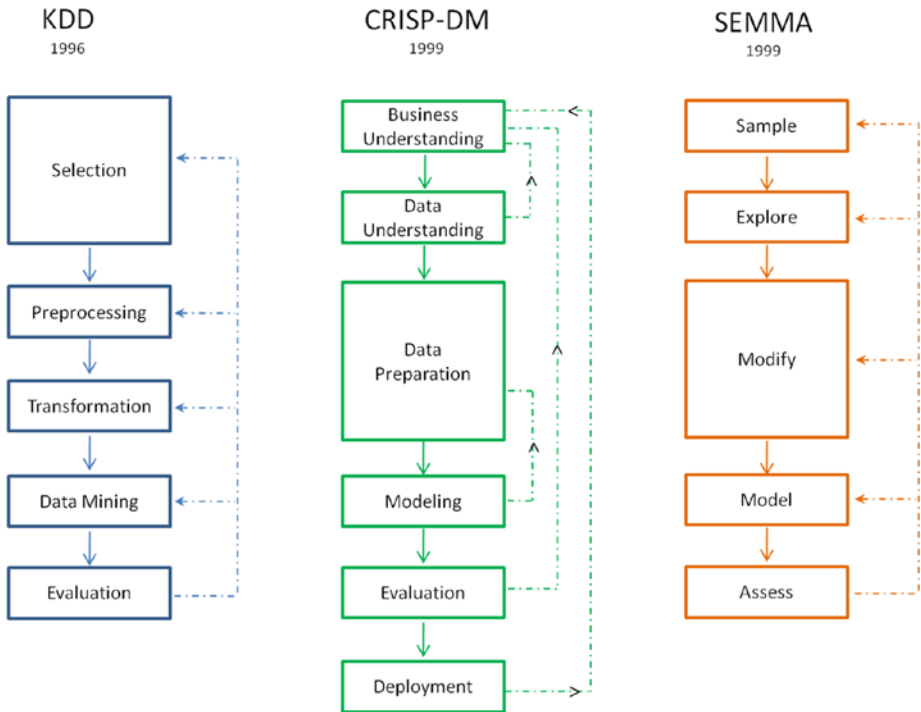 KDD
1996
Selection
Preprocessing
Transformation
Data Mining
Evaluation
CRISP-DM
1999
Business
Understanding
Data
Understanding
Data
Preparation
Modeling
Evaluation
Deployment
SEMMA
1999
Sample
Explore
Modify
Model
Assess